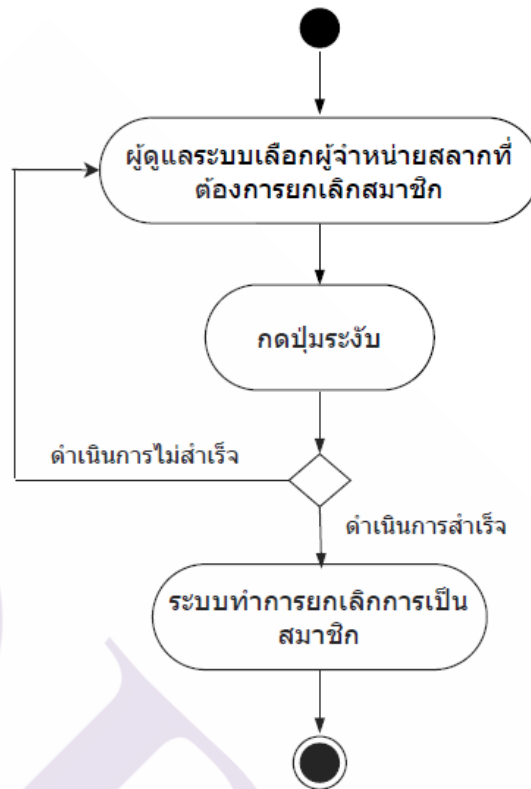 ผู้ดูแลระบบเลือกผู้จำหน่ายสลากที่
ต้องการยกเลิกสมาชิก
กดปุ่มระงับ
ดำเนินการไม่สำเร็จ
ดำเนินการสำเร็จ
ระบบทำการยกเลิกการเป็น
สมาชิก